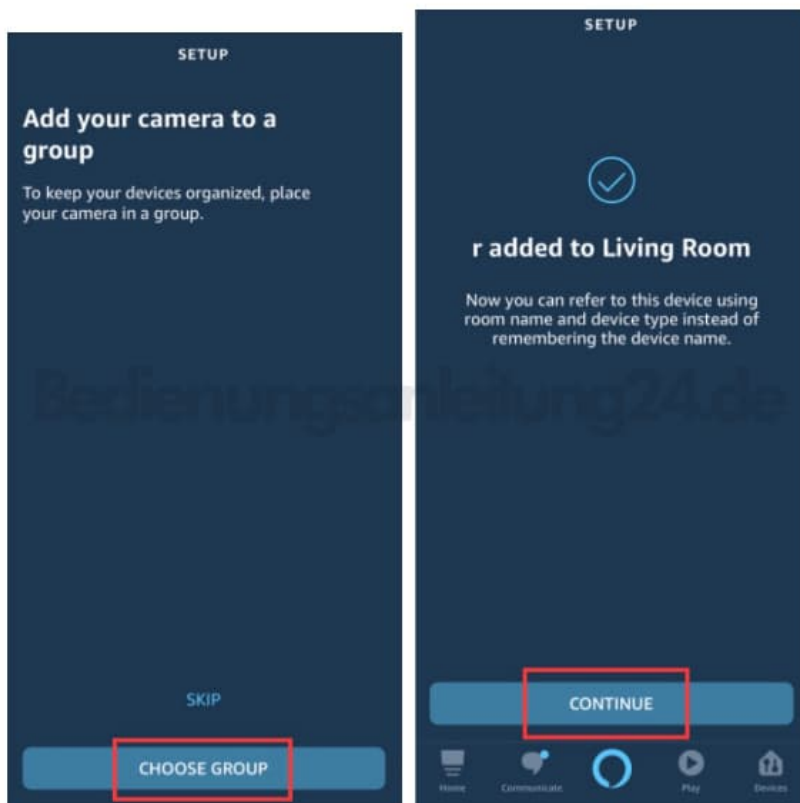 SETUP
Add your camera to a
group
To keep your devices organized, place
your camera in a group.
SKIP
CHOOSE GROUP
SETUP
r added to Living Room
Now you can refer to this device using
room name and device type instead of
remembering the device name.
CONTINUE
Home
Communicate
Play
Devices
Bedienungsanleitung24.de